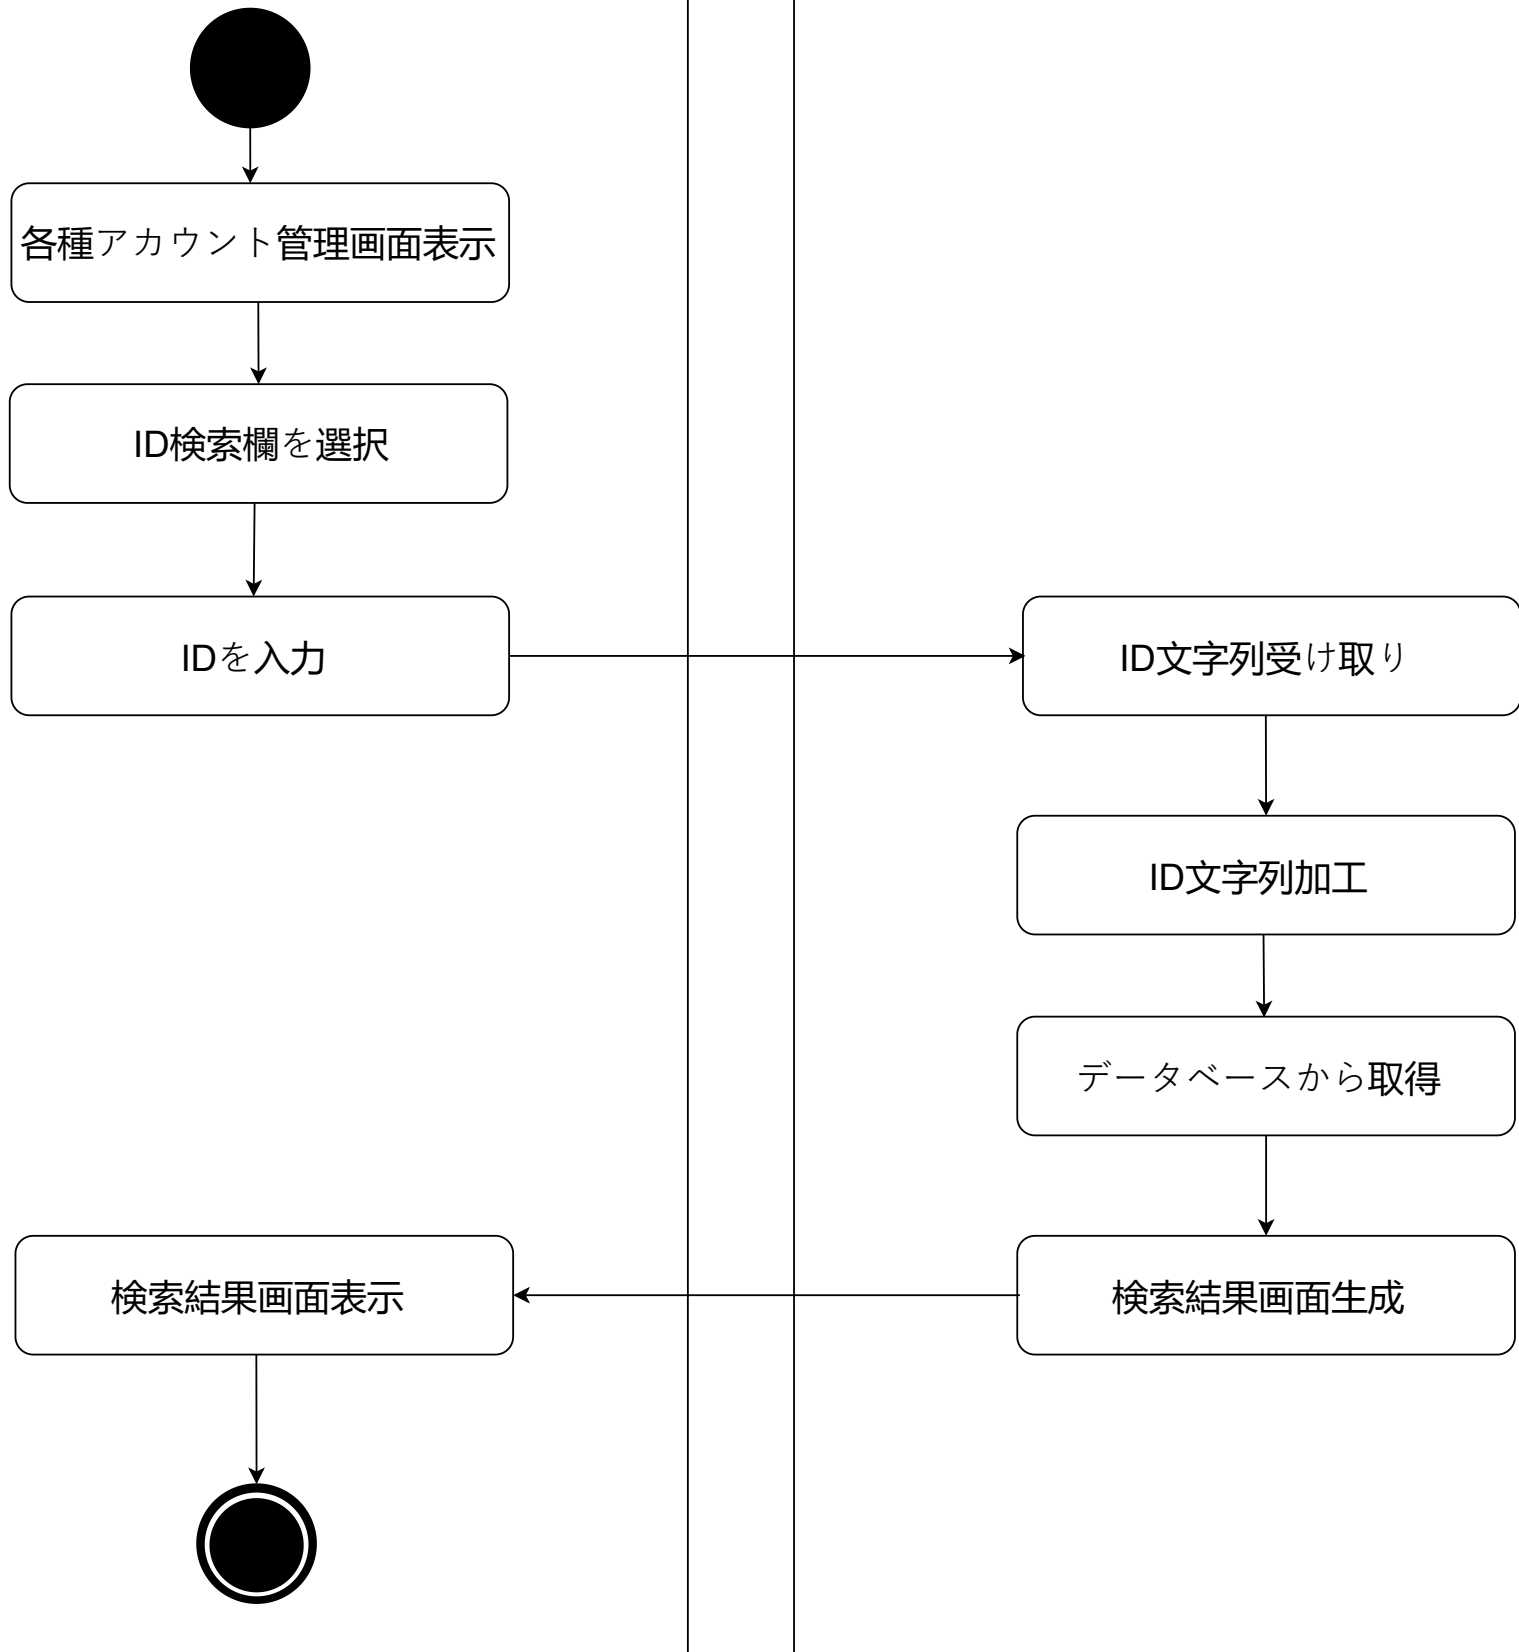 各種アカウント管理画面表示
ID検索欄を選択
IDを入力
ID文字列受け取り
ID文字列加工
データベースから取得
検索結果画面生成
検索結果画面表示